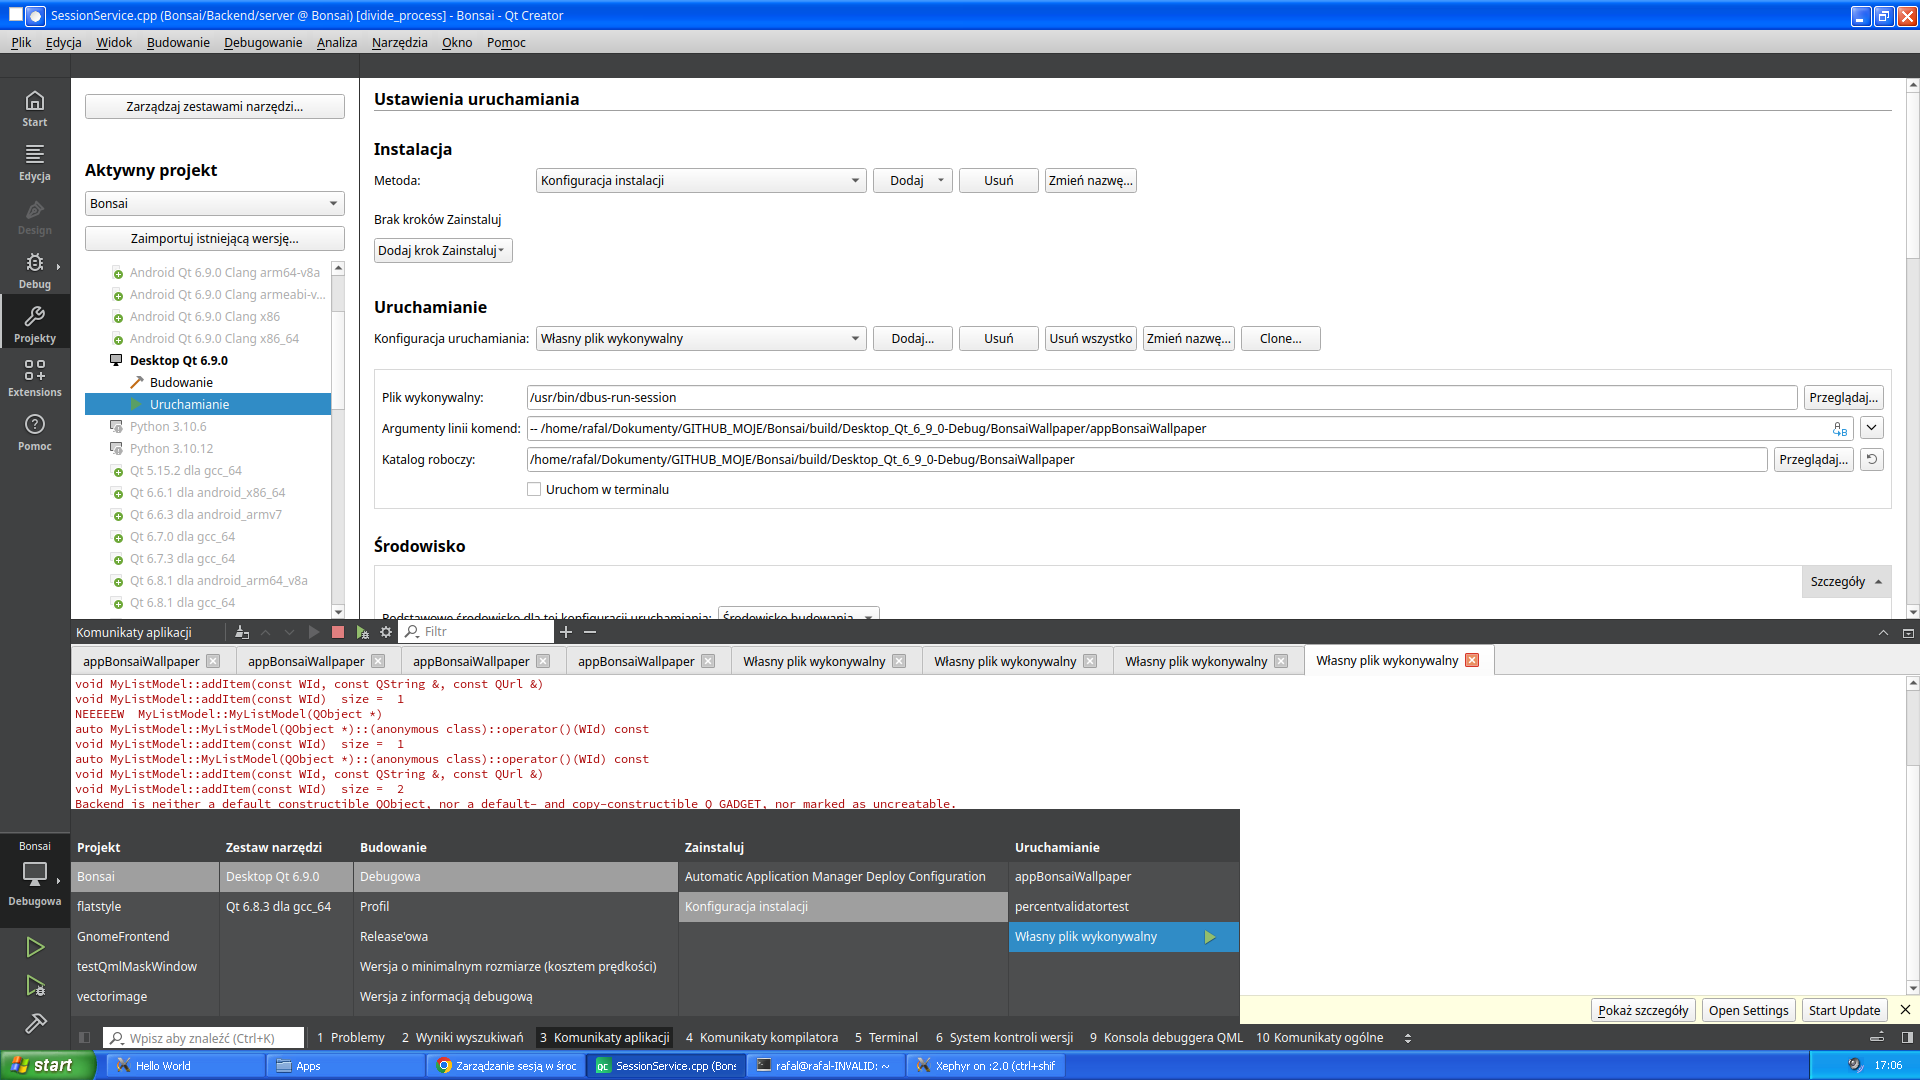 SessionService.cpp (Bonsai/Backend/server @ Bonsai) [divide_process] - Bonsai - Qt Creator
Plik Edycja Widok Budowanie Debugowanie Analiza Narzędzia Okno Pomoc
Start
Edycja
Design
Debug
Projekty
Extensions
Pomoc
Zarządzaj zestawami narzędzi...
Aktywny projekt
Bonsai
Zaimportuj istniejącą wersję...
Android Qt 6.9.0 Clang arm64-v8a
Android Qt 6.9.0 Clang armeabi-v...
Android Qt 6.9.0 Clang x86
Android Qt 6.9.0 Clang x86_64
Desktop Qt 6.9.0
Budowanie
Uruchamianie
Python 3.10.6
Python 3.10.12
Qt 5.15.2 dla gcc_64
Qt 6.6.1 dla android_x86_64
Qt 6.6.3 dla android_armv7
Qt 6.7.0 dla gcc_64
Qt 6.7.3 dla gcc_64
Qt 6.8.1 dla android_arm64_v8a
Qt 6.8.1 dla gcc_64
Ustawienia uruchamiania
Instalacja
Metoda: Konfiguracja instalacji Dodaj Usuń Zmień nazwę...
Brak kroków Zainstaluj
Dodaj krok Zainstaluj
Uruchamianie
Konfiguracja uruchamiania: Własny plik wykonywalny Dodaj... Usuń Usuń wszystko Zmień nazwę... Clone...
Plik wykonywalny: /usr/bin/dbus-run-session Przeglądaj...
Argumenty linii komend: -- /home/rafal/Dokumenty/GITHUB_MOJE/Bonsai/build/Desktop_Qt_6_9_0-Debug/BonsaiWallpaper/appBonsaiWallpaper
Katalog roboczy: /home/rafal/Dokumenty/GITHUB_MOJE/Bonsai/build/Desktop_Qt_6_9_0-Debug/BonsaiWallpaper Przeglądaj...
Uruchom w terminalu
Środowisko
Szczegóły
Podstawowe środowisko dla tej konfiguracji uruchamiania: Środowisko budowania
Komunikaty aplikacji Filtr
appBonsaiWallpaper appBonsaiWallpaper appBonsaiWallpaper appBonsaiWallpaper Własny plik wykonywalny Własny plik wykonywalny Własny plik wykonywalny Własny plik wykonywalny
void MyListModel::addItem(const WId, const QString &, const QUrl &)
void MyListModel::addItem(const WId) size = 1
NEEEEEW MyListModel::MyListModel(QObject *)
auto MyListModel::MyListModel(QObject *)::(anonymous class)::operator()(WId) const
void MyListModel::addItem(const WId) size = 1
auto MyListModel::MyListModel(QObject *)::(anonymous class)::operator()(WId) const
void MyListModel::addItem(const WId, const QString &, const QUrl &)
void MyListModel::addItem(const WId) size = 2
Backend is neither a default constructible QObject, nor a default- and copy-constructible Q_GADGET, nor marked as uncreatable.
Bonsai
Debugowa
Projekt Zestaw narzędzi Budowanie Zainstaluj Uruchamianie
Bonsai Desktop Qt 6.9.0 Debugowa Automatic Application Manager Deploy Configuration appBonsaiWallpaper
flatstyle Qt 6.8.3 dla gcc_64 Profil Konfiguracja instalacji percentvalidatortest
GnomeFrontend Release'owa Własny plik wykonywalny
testQmlMaskWindow Wersja o minimalnym rozmiarze (kosztem prędkości)
vectorimage Wersja z informacją debugową
Pokaż szczegóły Open Settings Start Update
Wpisz aby znaleźć (Ctrl+K) 1 Problemy 2 Wyniki wyszukiwań 3 Komunikaty aplikacji 4 Komunikaty kompilatora 5 Terminal 6 System kontroli wersji 9 Konsola debuggera QML 10 Komunikaty ogólne
start Hello World Apps Zarządzanie sesją w środ QC SessionService.cpp (Bons rafal@rafal-INVALID: ~ Xephyr on :2.0 (ctrl+shif 17:06